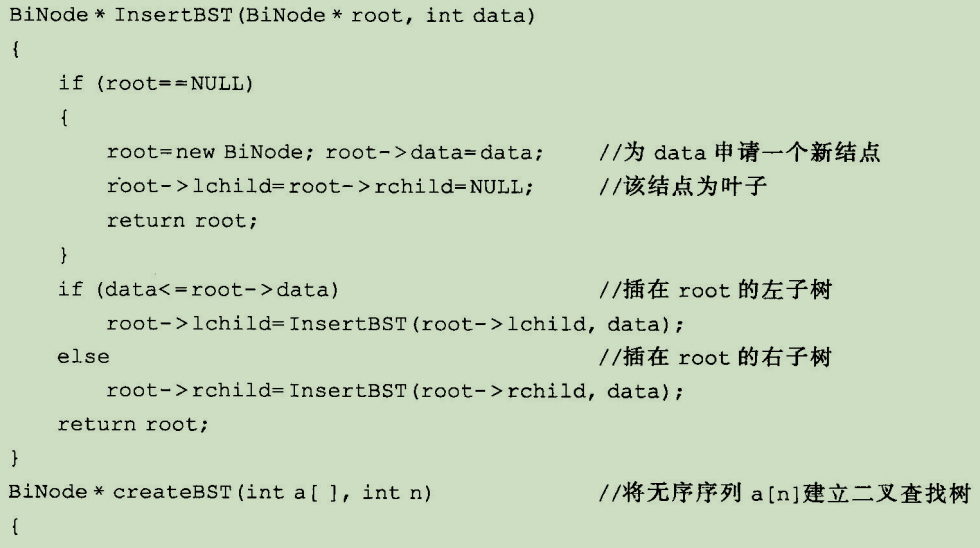 BiNode * InsertBST(BiNode * root, int data)
{
    if (root==NULL)
    {
        root=new BiNode; root->data=data;    //为 data 申请一个新结点
        root->lchild=root->rchild=NULL;    //该结点为叶子
        return root;
    }
    if (data<=root->data)    //插在 root 的左子树
        root->lchild=InsertBST(root->lchild, data);
    else    //插在 root 的右子树
        root->rchild=InsertBST(root->rchild, data);
    return root;
}
BiNode * createBST(int a[ ], int n)    //将无序序列 a[n]建立二叉查找树
{